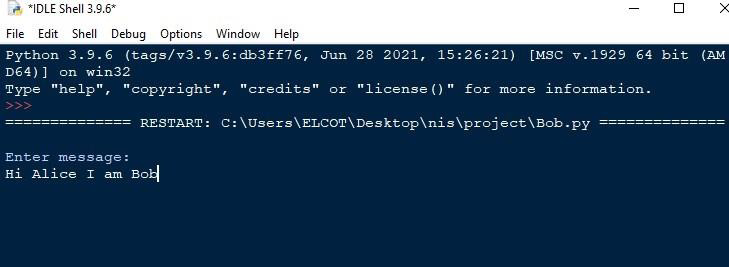 *IDLE Shell 3.9.6*
File Edit Shell Debug Options Window Help
Python 3.9.6 (tags/v3.9.6:db3ff76, Jun 28 2021, 15:26:21) [MSC v.1929 64 bit (AM
D64)] on win32
Type "help", "copyright", "credits" or "license()" for more information.
>>>
============== RESTART: C:\Users\ELCOT\Desktop\nis\project\Bob.py ==============
Enter message:
Hi Alice I am Bob